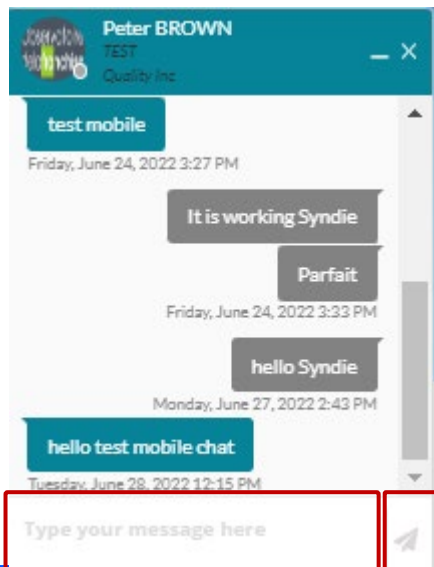 Peter BROWN
TEST
Quality Inc
test mobile
Friday, June 24, 2022 3:27 PM
It is working Syndie
Parfait
Friday, June 24, 2022 3:33 PM
hello Syndie
Monday, June 27, 2022 2:43 PM
hello test mobile chat
Tuesday, June 28, 2022 12:15 PM
Type your message here